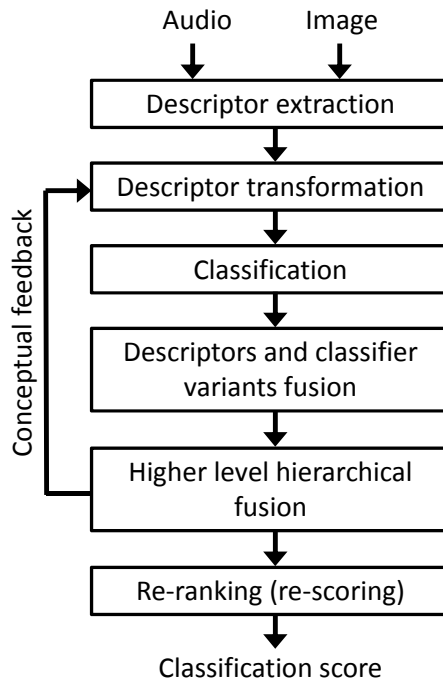 Audio
Image
Descriptor extraction
Descriptor transformation
Conceptual feedback
Classification
Descriptors and classifier
variants fusion
Higher level hierarchical
fusion
Re-ranking (re-scoring)
Classification score